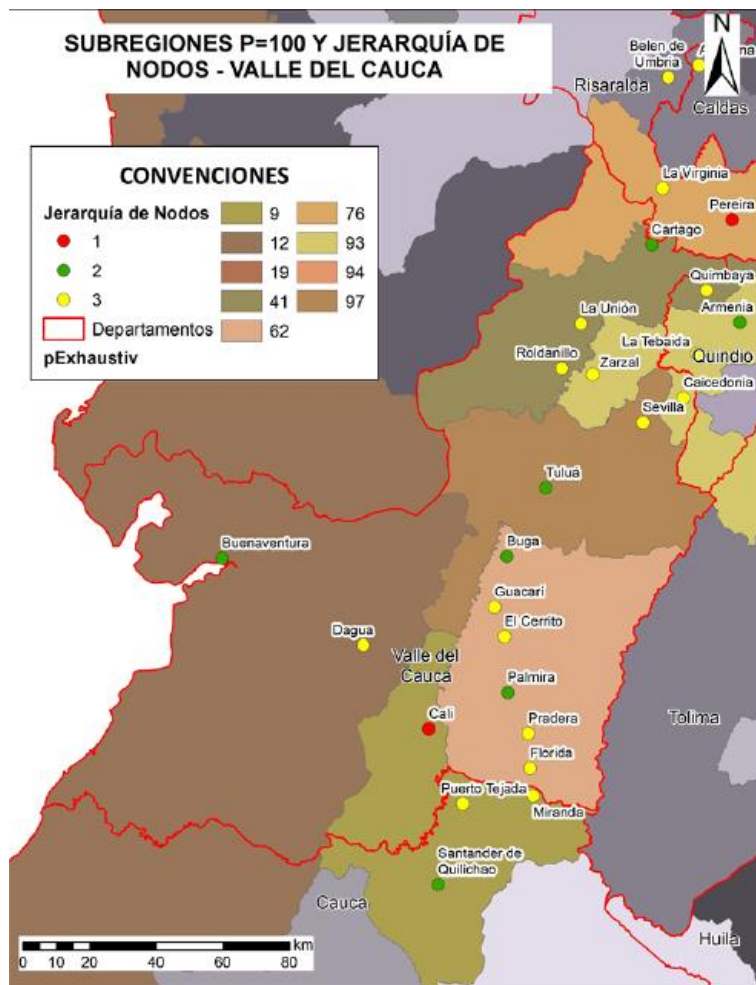 SUBREGIONES P=100 Y JERARQUÍA DE
NODOS - VALLE DEL CAUCA
N
Belen de
Umbria
Risaralda
Caldas
CONVENCIONES
Jerarquía de Nodos
1
2
3
Departamentos
pExhaustiv
9
12
19
41
62
76
93
94
97
La Virginia
Pereira
Cartago
Quimbaya
Armenia
La Unión
La Tebaida
Quindio
Roldanillo
Zarzal
Caicedonia
Sevilla
Tuluá
Buenaventura
Buga
Guacarí
El Cerrito
Dagua
Valle del
Cauca
Palmira
Cali
Pradera
Tolima
Florida
Puerto Tejada
Miranda
Santander de
Quilichao
Cauca
Huila
km
0 10 20 40 60 80